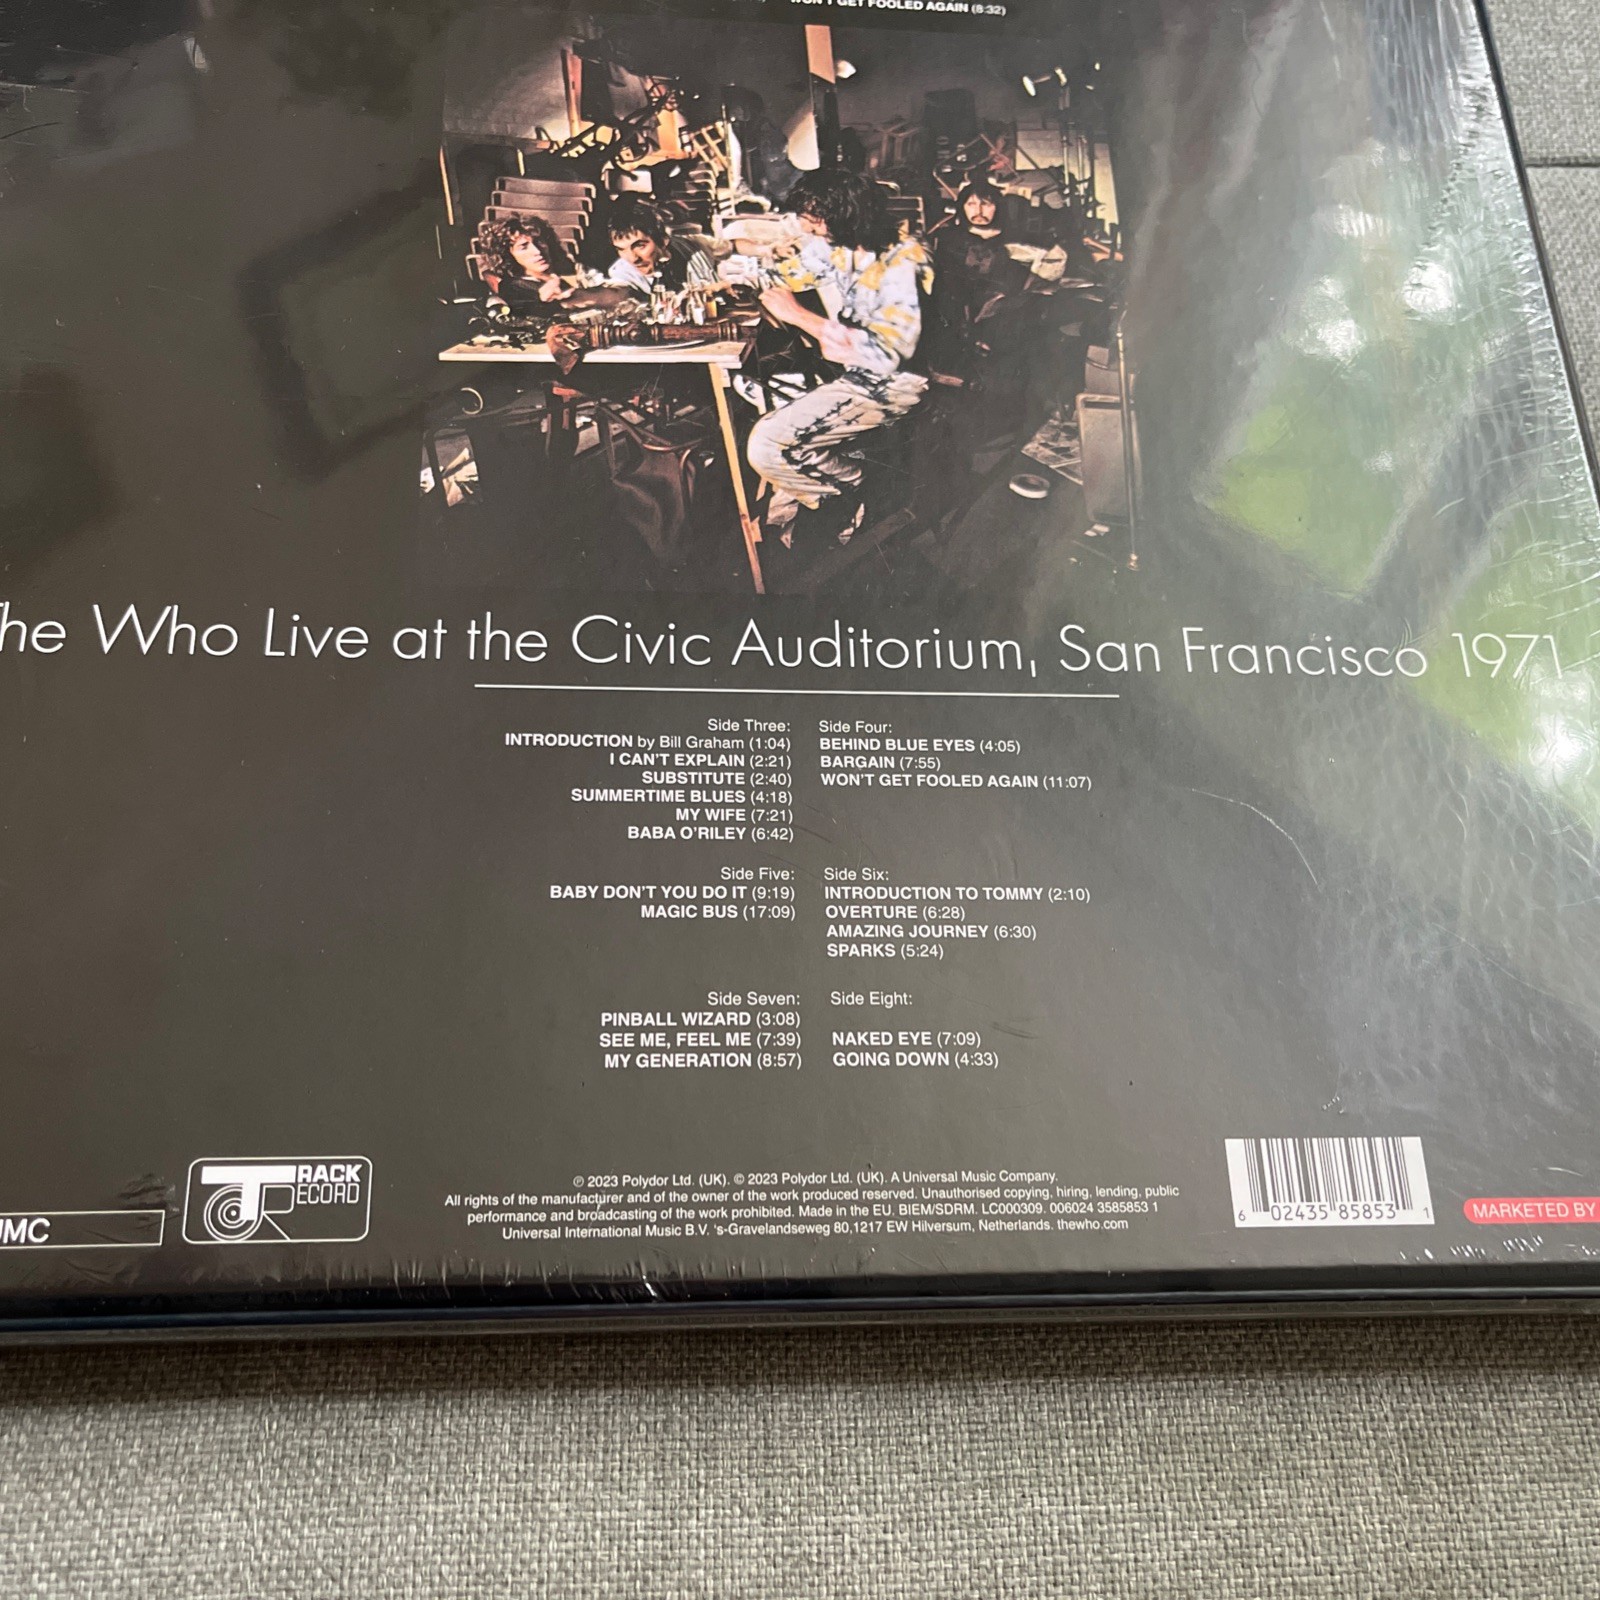 WON'T GET FOOLED AGAIN (8:32)
The Who Live at the Civic Auditorium, San Francisco 1971
Side Three:
INTRODUCTION by Bill Graham (1:04)
I CAN'T EXPLAIN (2:21)
SUBSTITUTE (2:40)
SUMMERTIME BLUES (4:18)
MY WIFE (7:21)
BABA O'RILEY (6:42)
Side Four:
BEHIND BLUE EYES (4:05)
BARGAIN (7:55)
WON'T GET FOOLED AGAIN (11:07)
Side Five:
BABY DON'T YOU DO IT (9:19)
MAGIC BUS (17:09)
Side Six:
INTRODUCTION TO TOMMY (2:10)
OVERTURE (6:28)
AMAZING JOURNEY (6:30)
SPARKS (5:24)
Side Seven:
PINBALL WIZARD (3:08)
SEE ME, FEEL ME (7:39)
MY GENERATION (8:57)
Side Eight:
NAKED EYE (7:09)
GOING DOWN (4:33)
UMC
TRACK
RECORD
℗ 2023 Polydor Ltd. (UK). © 2023 Polydor Ltd. (UK). A Universal Music Company.
All rights of the manufacturer and of the owner of the work produced reserved. Unauthorised copying, hiring, lending, public
performance and broadcasting of the work prohibited. Made in the EU. BIEM/SDRM. LC000309. 006024 3585853 1
Universal International Music B.V. 's-Gravelandseweg 80,1217 EW Hilversum, Netherlands. thewho.com
6 02435 85853 1
MARKETED BY